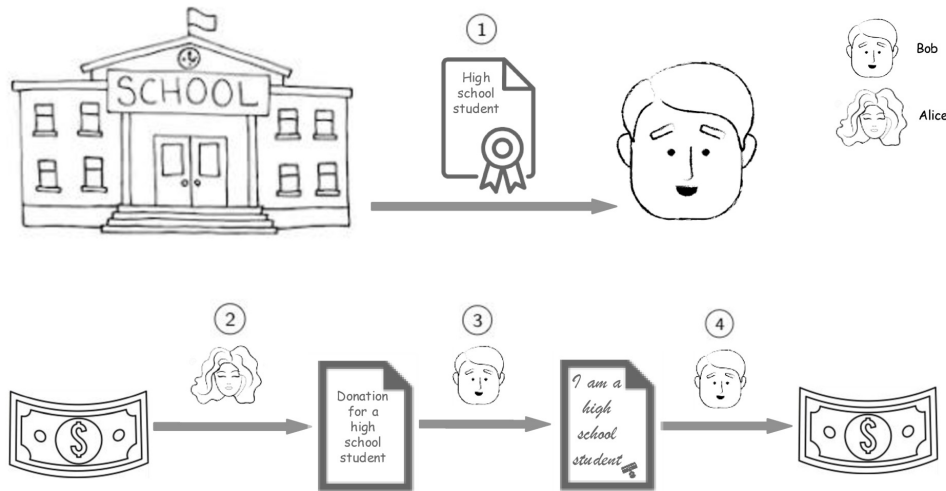 1
High
school
student
SCHOOL
Bob
Alice
2
3
4
Donation
for a
high
school
student
I am a
high
school
student
$
$